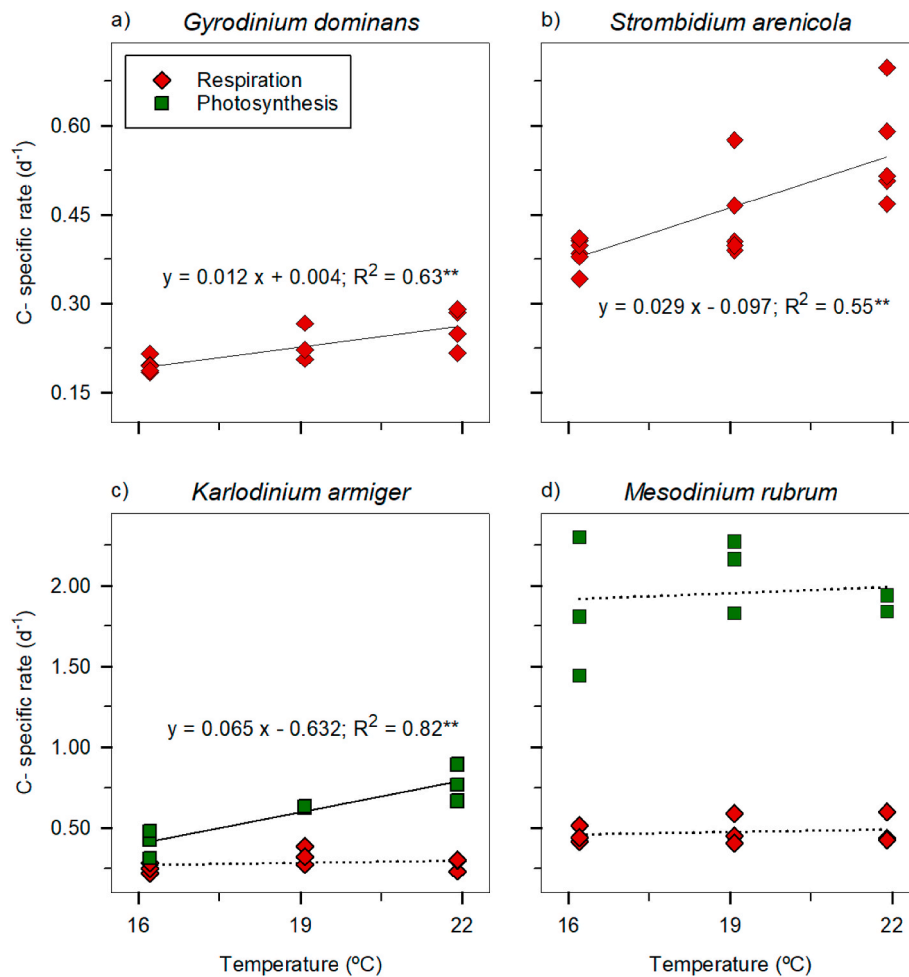 a) Gyrodinium dominans
b) Strombidium arenicola
Respiration
Photosynthesis
C- specific rate (d⁻¹)
0.60
0.45
0.30
0.15
y = 0.012 x + 0.004; R² = 0.63**
y = 0.029 x - 0.097; R² = 0.55**
16 19 22
c) Karlodinium armiger
d) Mesodinium rubrum
C- specific rate (d⁻¹)
2.00
1.50
1.00
0.50
y = 0.065 x - 0.632; R² = 0.82**
16 19 22
16 19 22
Temperature (ºC)
Temperature (ºC)